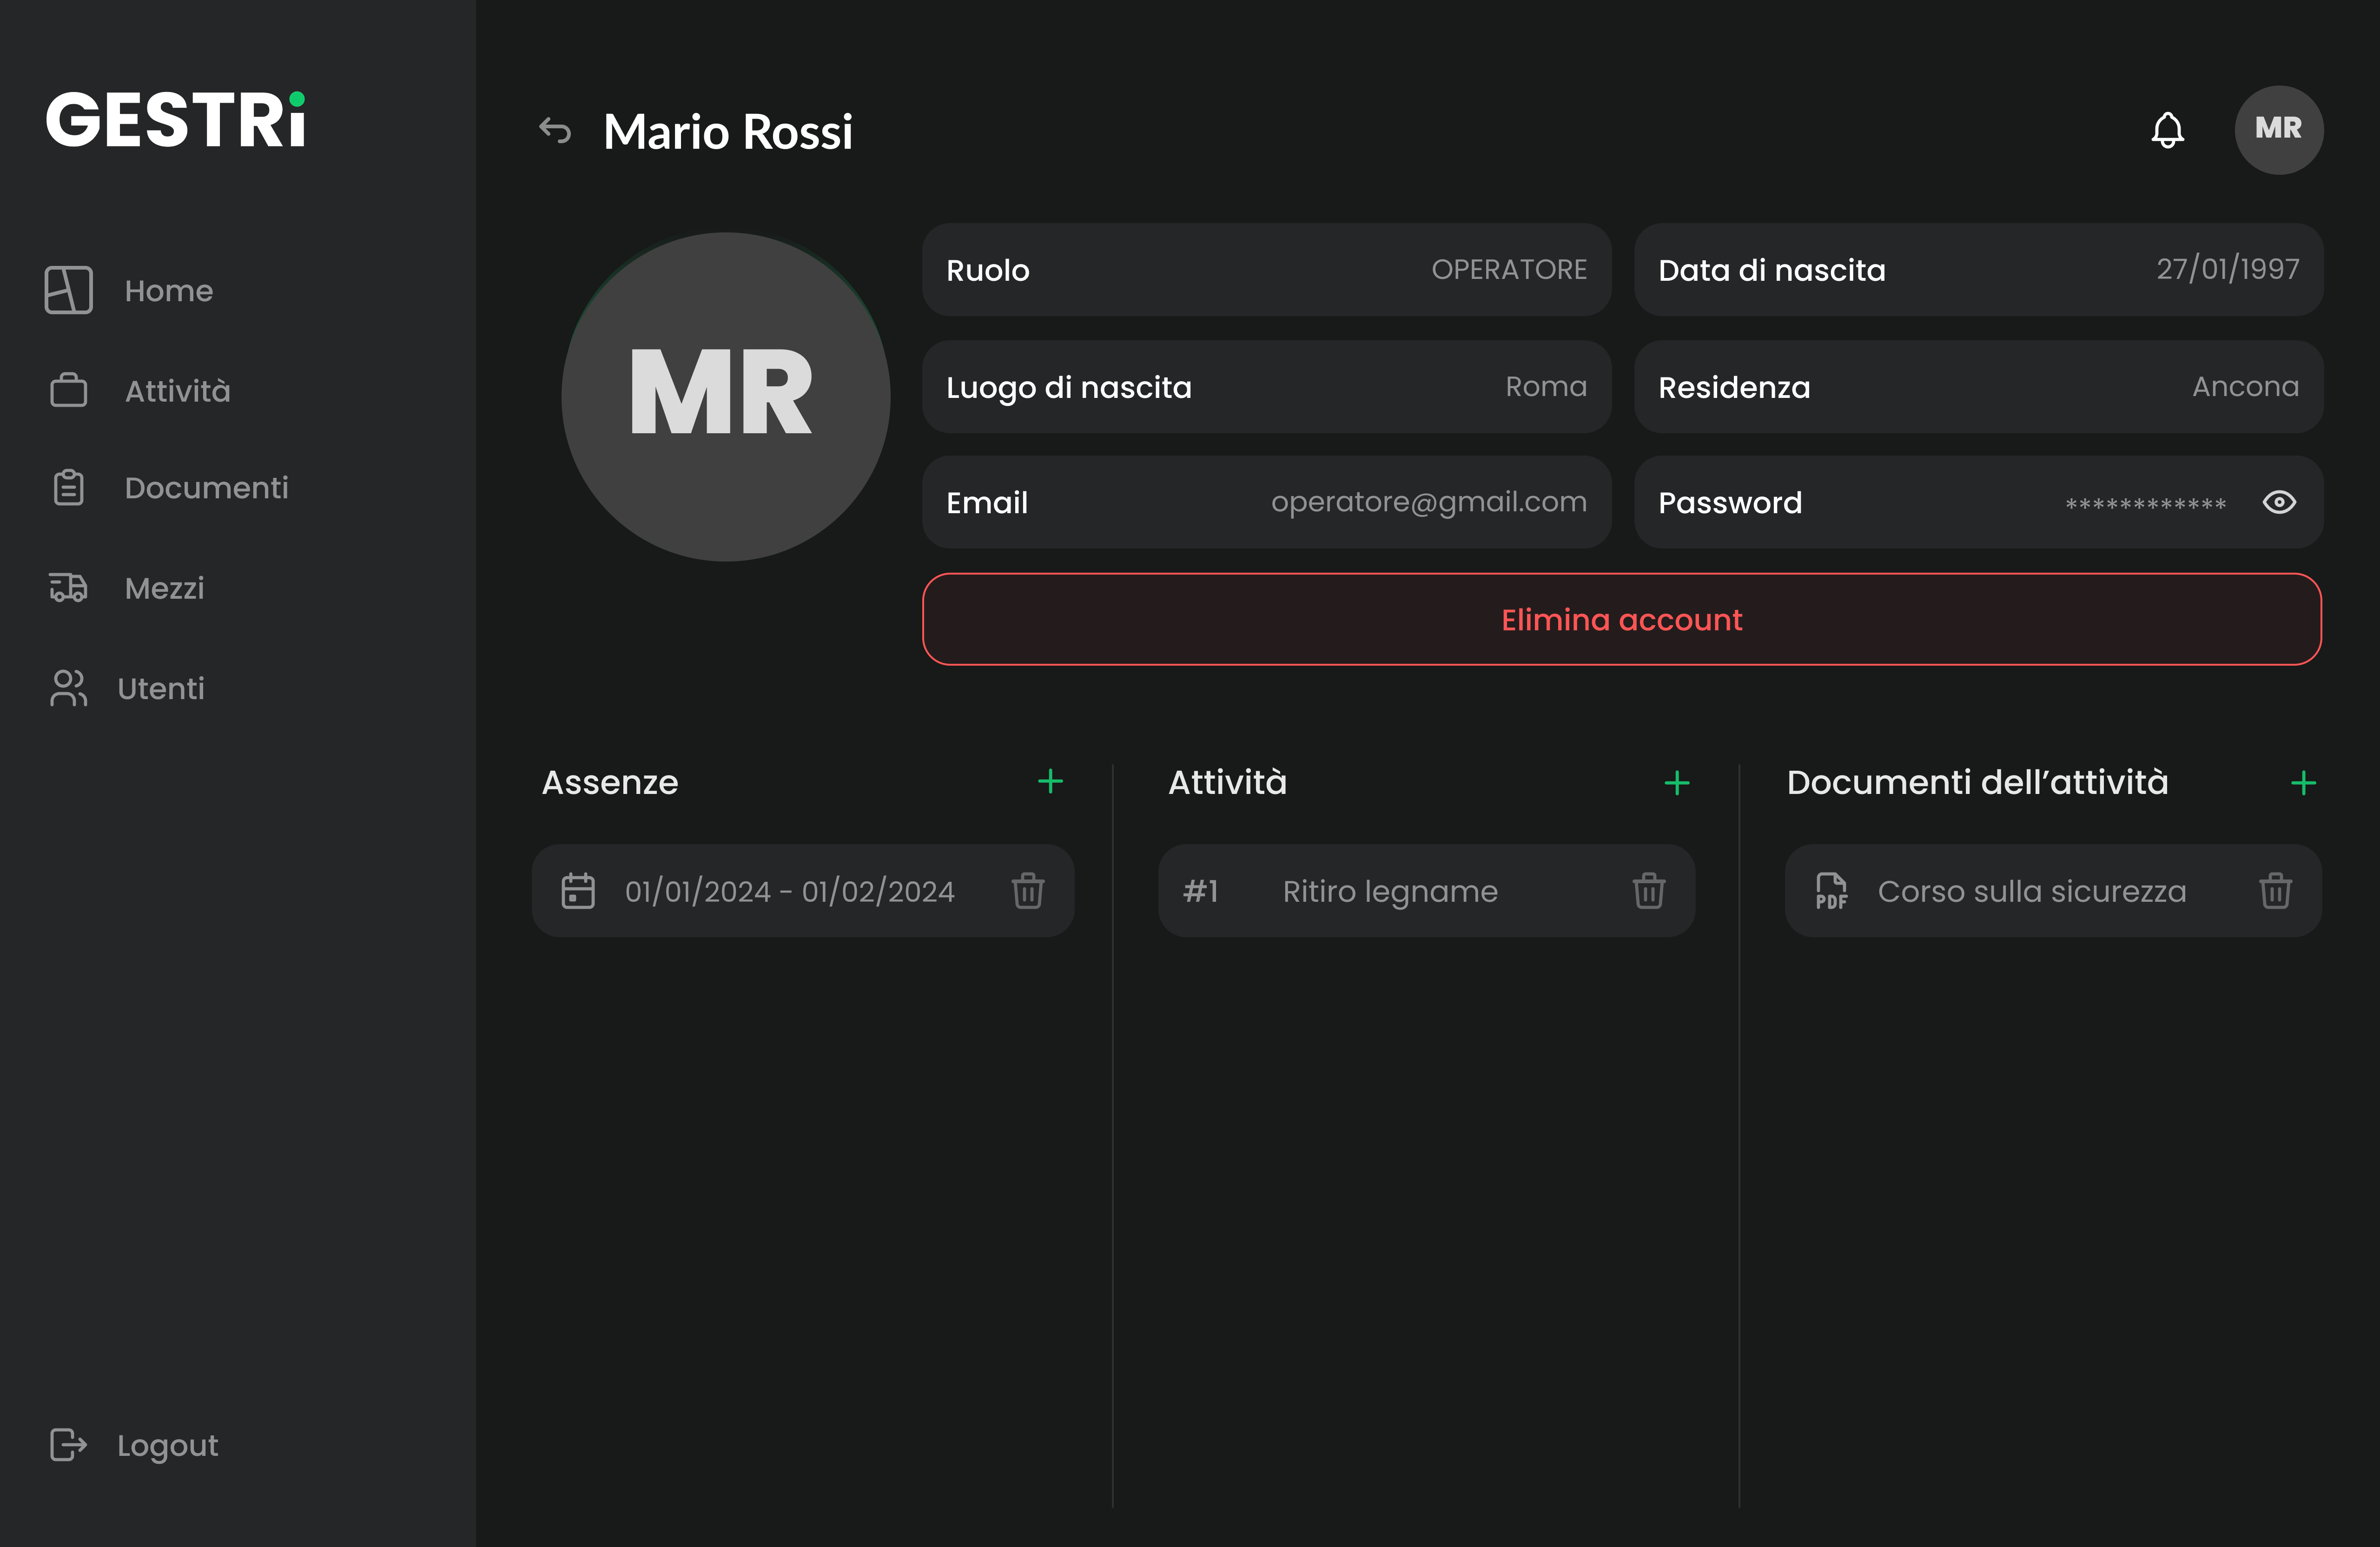 GESTRi
Home
Attività
Documenti
Mezzi
Utenti
Logout
Mario Rossi
MR
MR
Ruolo OPERATORE
Data di nascita 27/01/1997
Luogo di nascita Roma
Residenza Ancona
Email operatore@gmail.com
Password ************
Elimina account
Assenze +
01/01/2024 - 01/02/2024
Attività +
#1 Ritiro legname
Documenti dell’attività +
PDF Corso sulla sicurezza